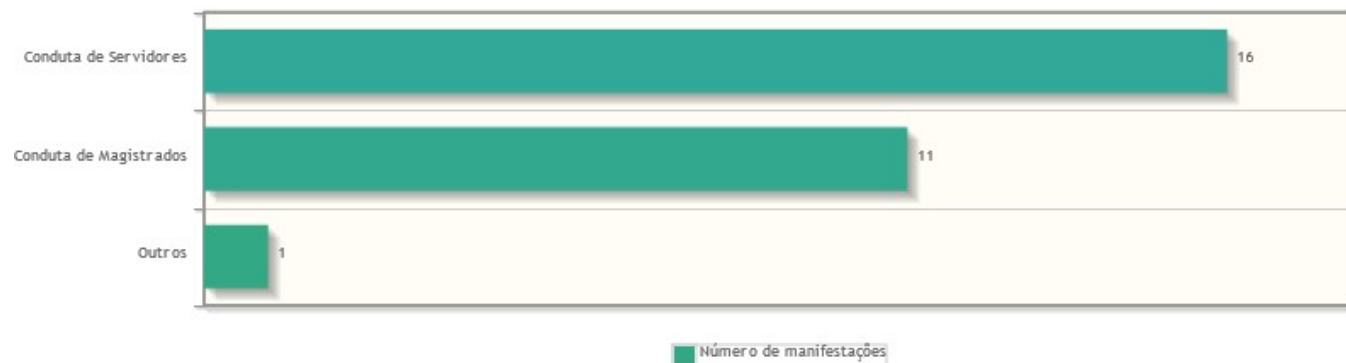 Conduta de Servidores 16
Conduta de Magistrados 11
Outros 1
Número de manifestações